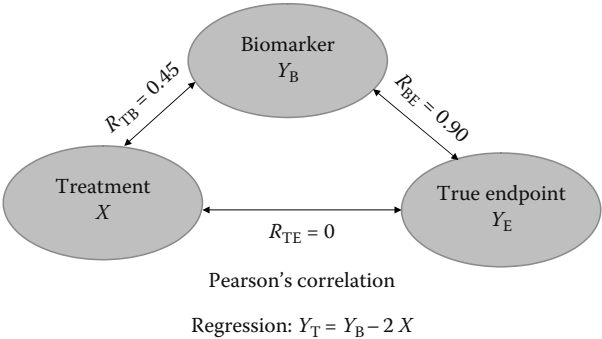 Biomarker
Y_B
R_TB = 0.45
R_BE = 0.90
Treatment
X
True endpoint
Y_E
R_TE = 0
Pearson's correlation
Regression: Y_T = Y_B – 2 X